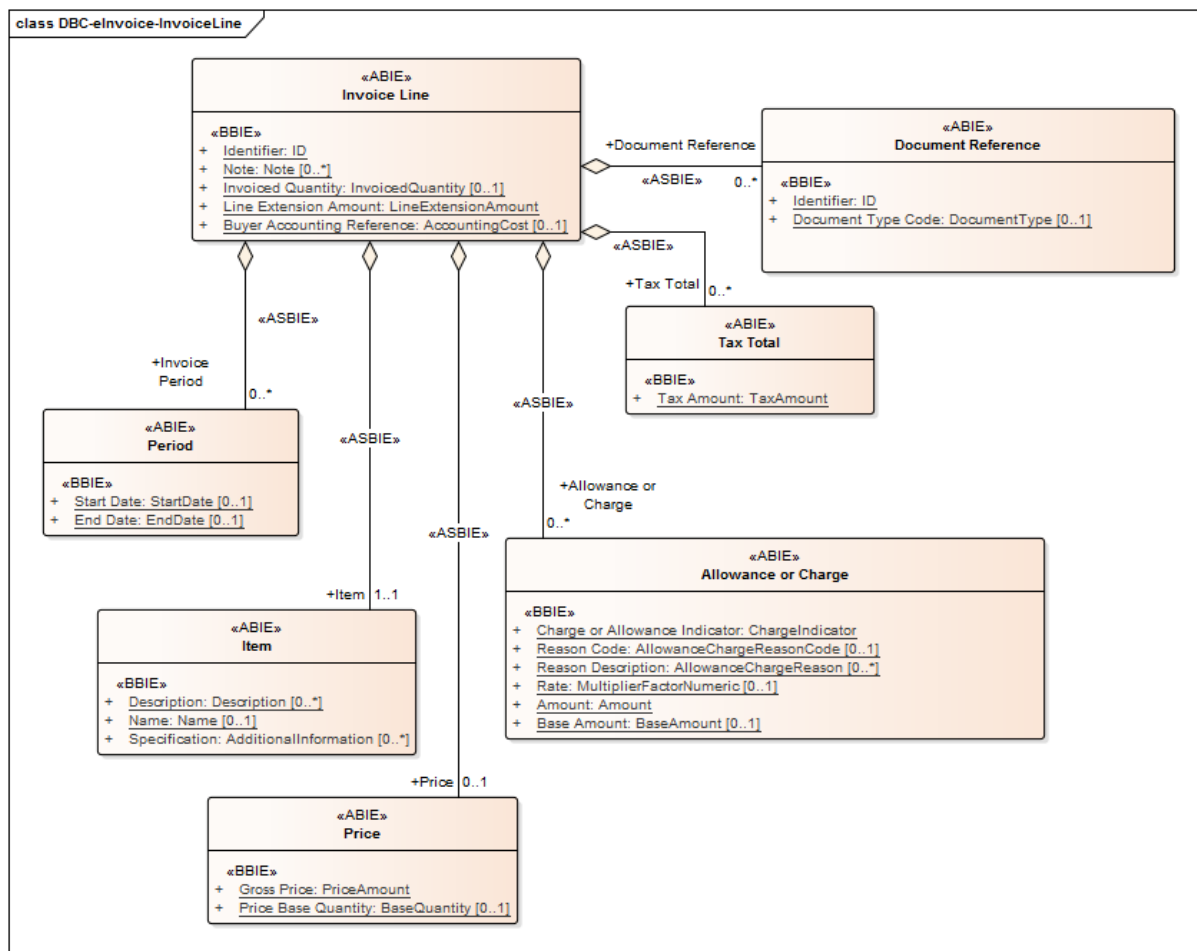 class DBC-eInvoice-InvoiceLine
«ABIE»
Invoice Line
«BBIE»
+ Identifier: ID
+ Note: Note [0..*]
+ Invoiced Quantity: InvoicedQuantity [0..1]
+ Line Extension Amount: LineExtensionAmount
+ Buyer Accounting Reference: AccountingCost [0..1]
+Document Reference
«ASBIE»
0..*
«ABIE»
Document Reference
«BBIE»
+ Identifier: ID
+ Document Type Code: DocumentType [0..1]
«ASBIE»
+Tax Total
0..*
«ABIE»
Tax Total
«BBIE»
+ Tax Amount: TaxAmount
«ASBIE»
+Invoice
Period
0..*
«ABIE»
Period
«BBIE»
+ Start Date: StartDate [0..1]
+ End Date: EndDate [0..1]
«ASBIE»
+Item
1..1
«ABIE»
Item
«BBIE»
+ Description: Description [0..*]
+ Name: Name [0..1]
+ Specification: AdditionalInformation [0..*]
«ASBIE»
+Price
0..1
«ABIE»
Price
«BBIE»
+ Gross Price: PriceAmount
+ Price Base Quantity: BaseQuantity [0..1]
«ASBIE»
+Allowance or
Charge
0..*
«ABIE»
Allowance or Charge
«BBIE»
+ Charge or Allowance Indicator: ChargeIndicator
+ Reason Code: AllowanceChargeReasonCode [0..1]
+ Reason Description: AllowanceChargeReason [0..*]
+ Rate: MultiplierFactorNumeric [0..1]
+ Amount: Amount
+ Base Amount: BaseAmount [0..1]